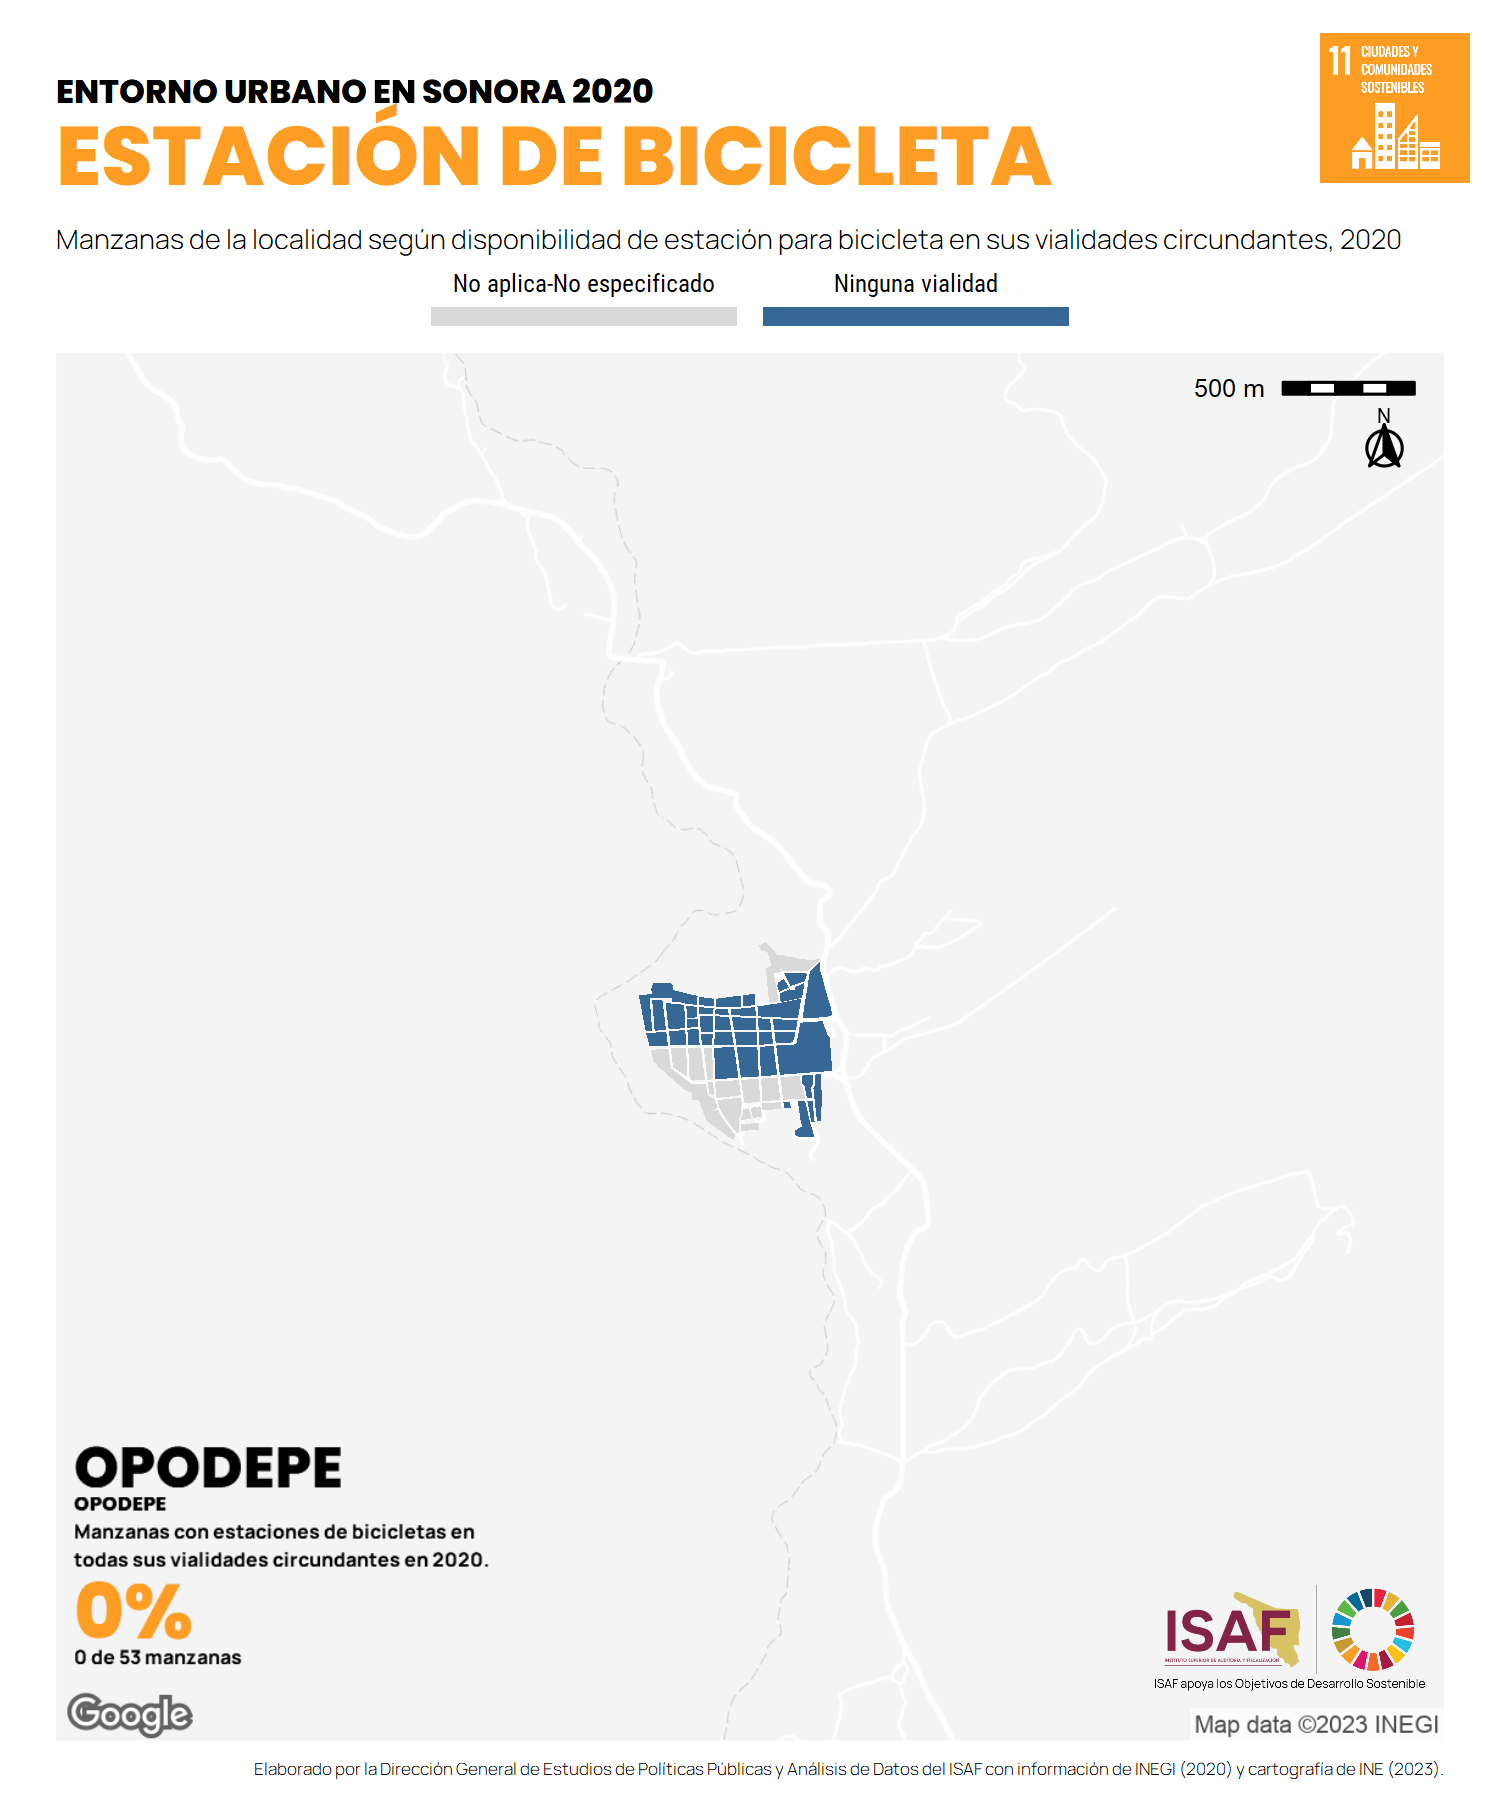 ENTORNO URBANO EN SONORA 2020
ESTACIÓN DE BICICLETA
11 CIUDADES Y
COMUNIDADES
SOSTENIBLES
Manzanas de la localidad según disponibilidad de estación para bicicleta en sus vialidades circundantes, 2020
No aplica-No especificado
Ninguna vialidad
500 m
N
OPODEPE
OPODEPE
Manzanas con estaciones de bicicletas en
todas sus vialidades circundantes en 2020.
0%
0 de 53 manzanas
Google
ISAF
INSTITUTO SUPERIOR DE AUDITORÍA Y FISCALIZACIÓN
ISAF apoya los Objetivos de Desarrollo Sostenible
Map data ©2023 INEGI
Elaborado por la Dirección General de Estudios de Políticas Públicas y Análisis de Datos del ISAF con información de INEGI (2020) y cartografía de INE (2023).